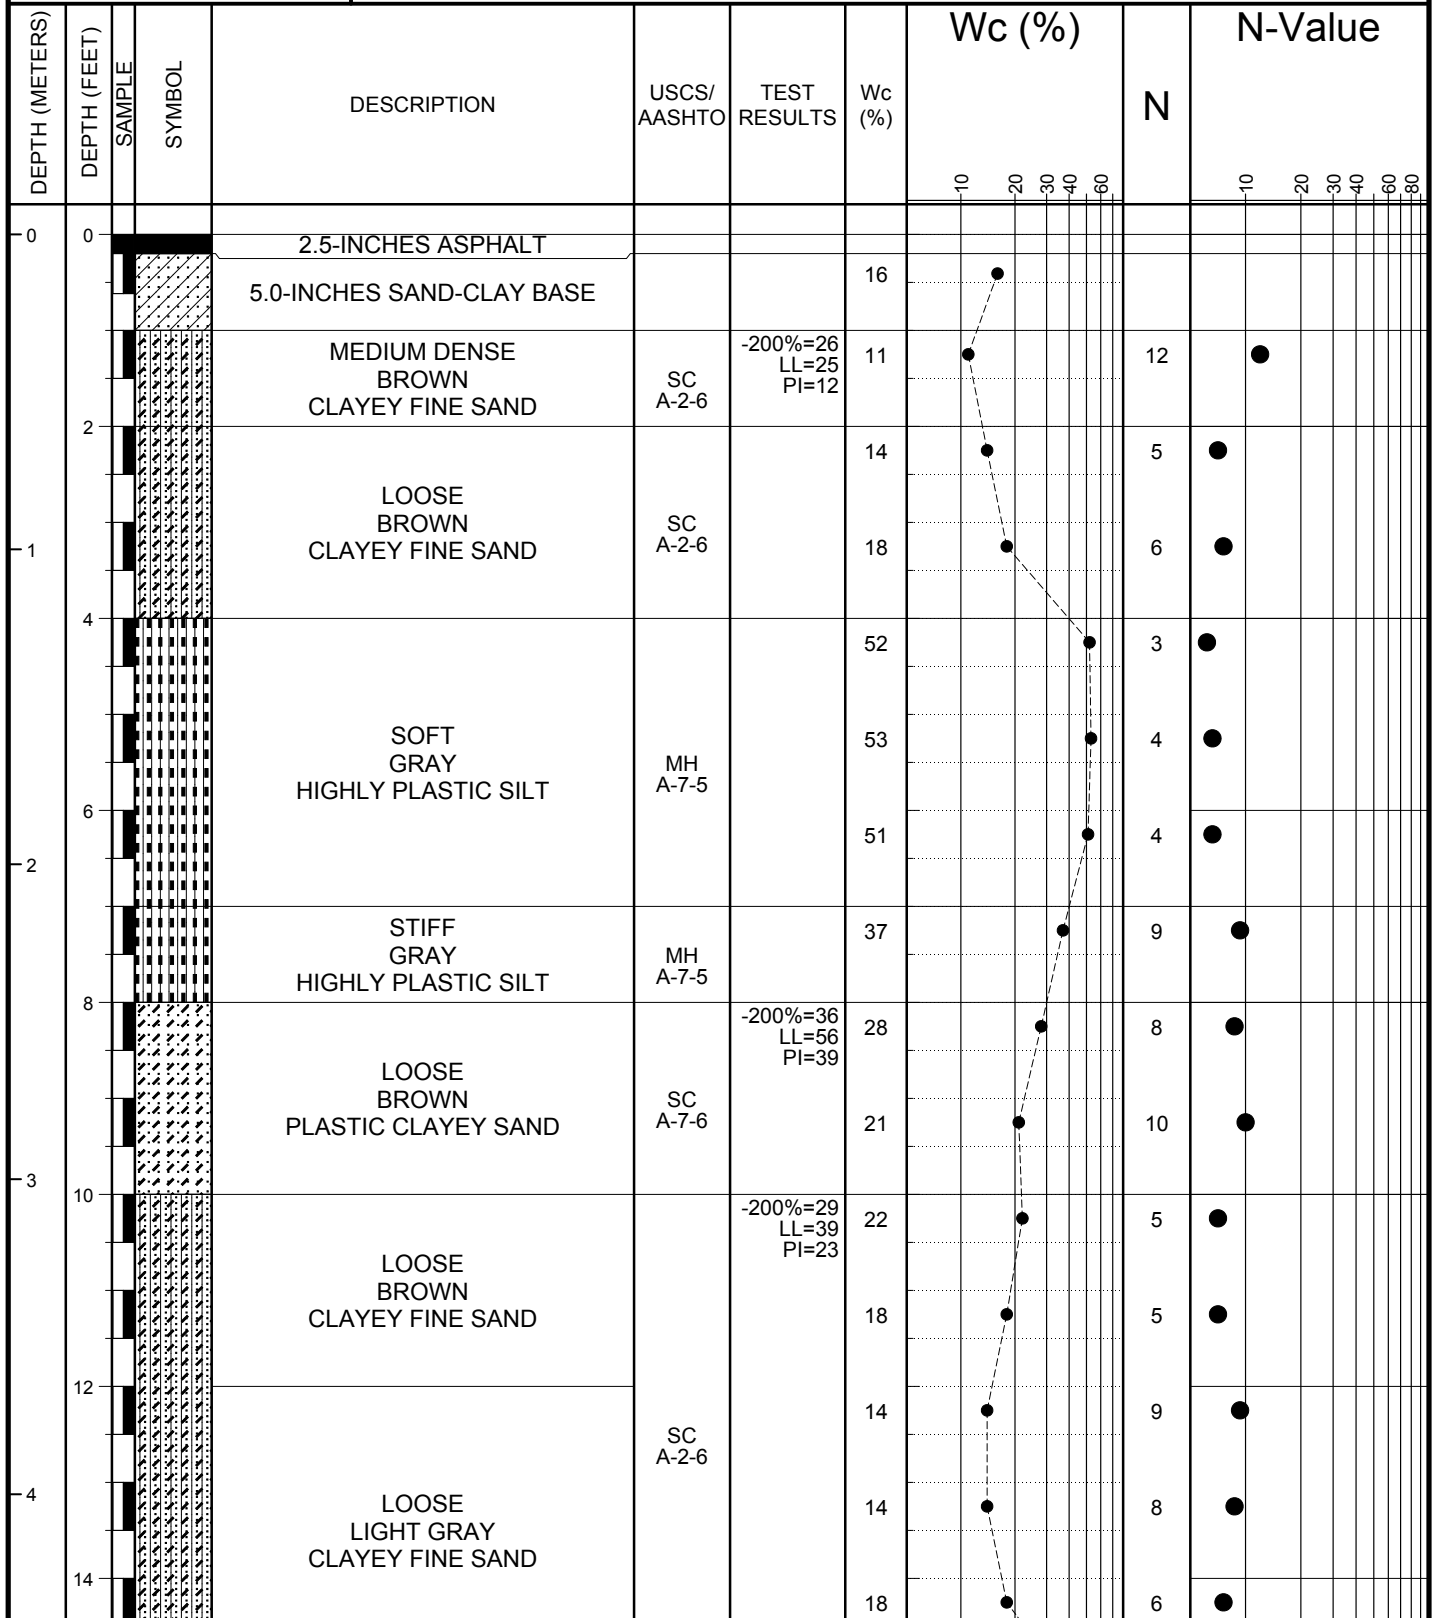 DEPTH (METERS)
DEPTH (FEET)
SAMPLE
SYMBOL
DESCRIPTION
USCS/
AASHTO
TEST
RESULTS
Wc
(%)
Wc (%)
10 20 30 40 60
N
N-Value
10 20 30 40 60 80
0 0
2.5-INCHES ASPHALT
16
5.0-INCHES SAND-CLAY BASE
MEDIUM DENSE
BROWN
CLAYEY FINE SAND
SC
A-2-6
-200%=26
LL=25
PI=12
11 12
2
14 5
LOOSE
BROWN
CLAYEY FINE SAND
SC
A-2-6
1
18 6
4
52 3
SOFT
GRAY
HIGHLY PLASTIC SILT
MH
A-7-5
53 4
6
51 4
2
STIFF
GRAY
HIGHLY PLASTIC SILT
MH
A-7-5
37 9
8
-200%=36
LL=56
PI=39
28 8
LOOSE
BROWN
PLASTIC CLAYEY SAND
SC
A-7-6
21 10
3
10
-200%=29
LL=39
PI=23
22 5
LOOSE
BROWN
CLAYEY FINE SAND
18 5
12
14 9
SC
A-2-6
4
LOOSE
LIGHT GRAY
CLAYEY FINE SAND
14 8
14
18 6